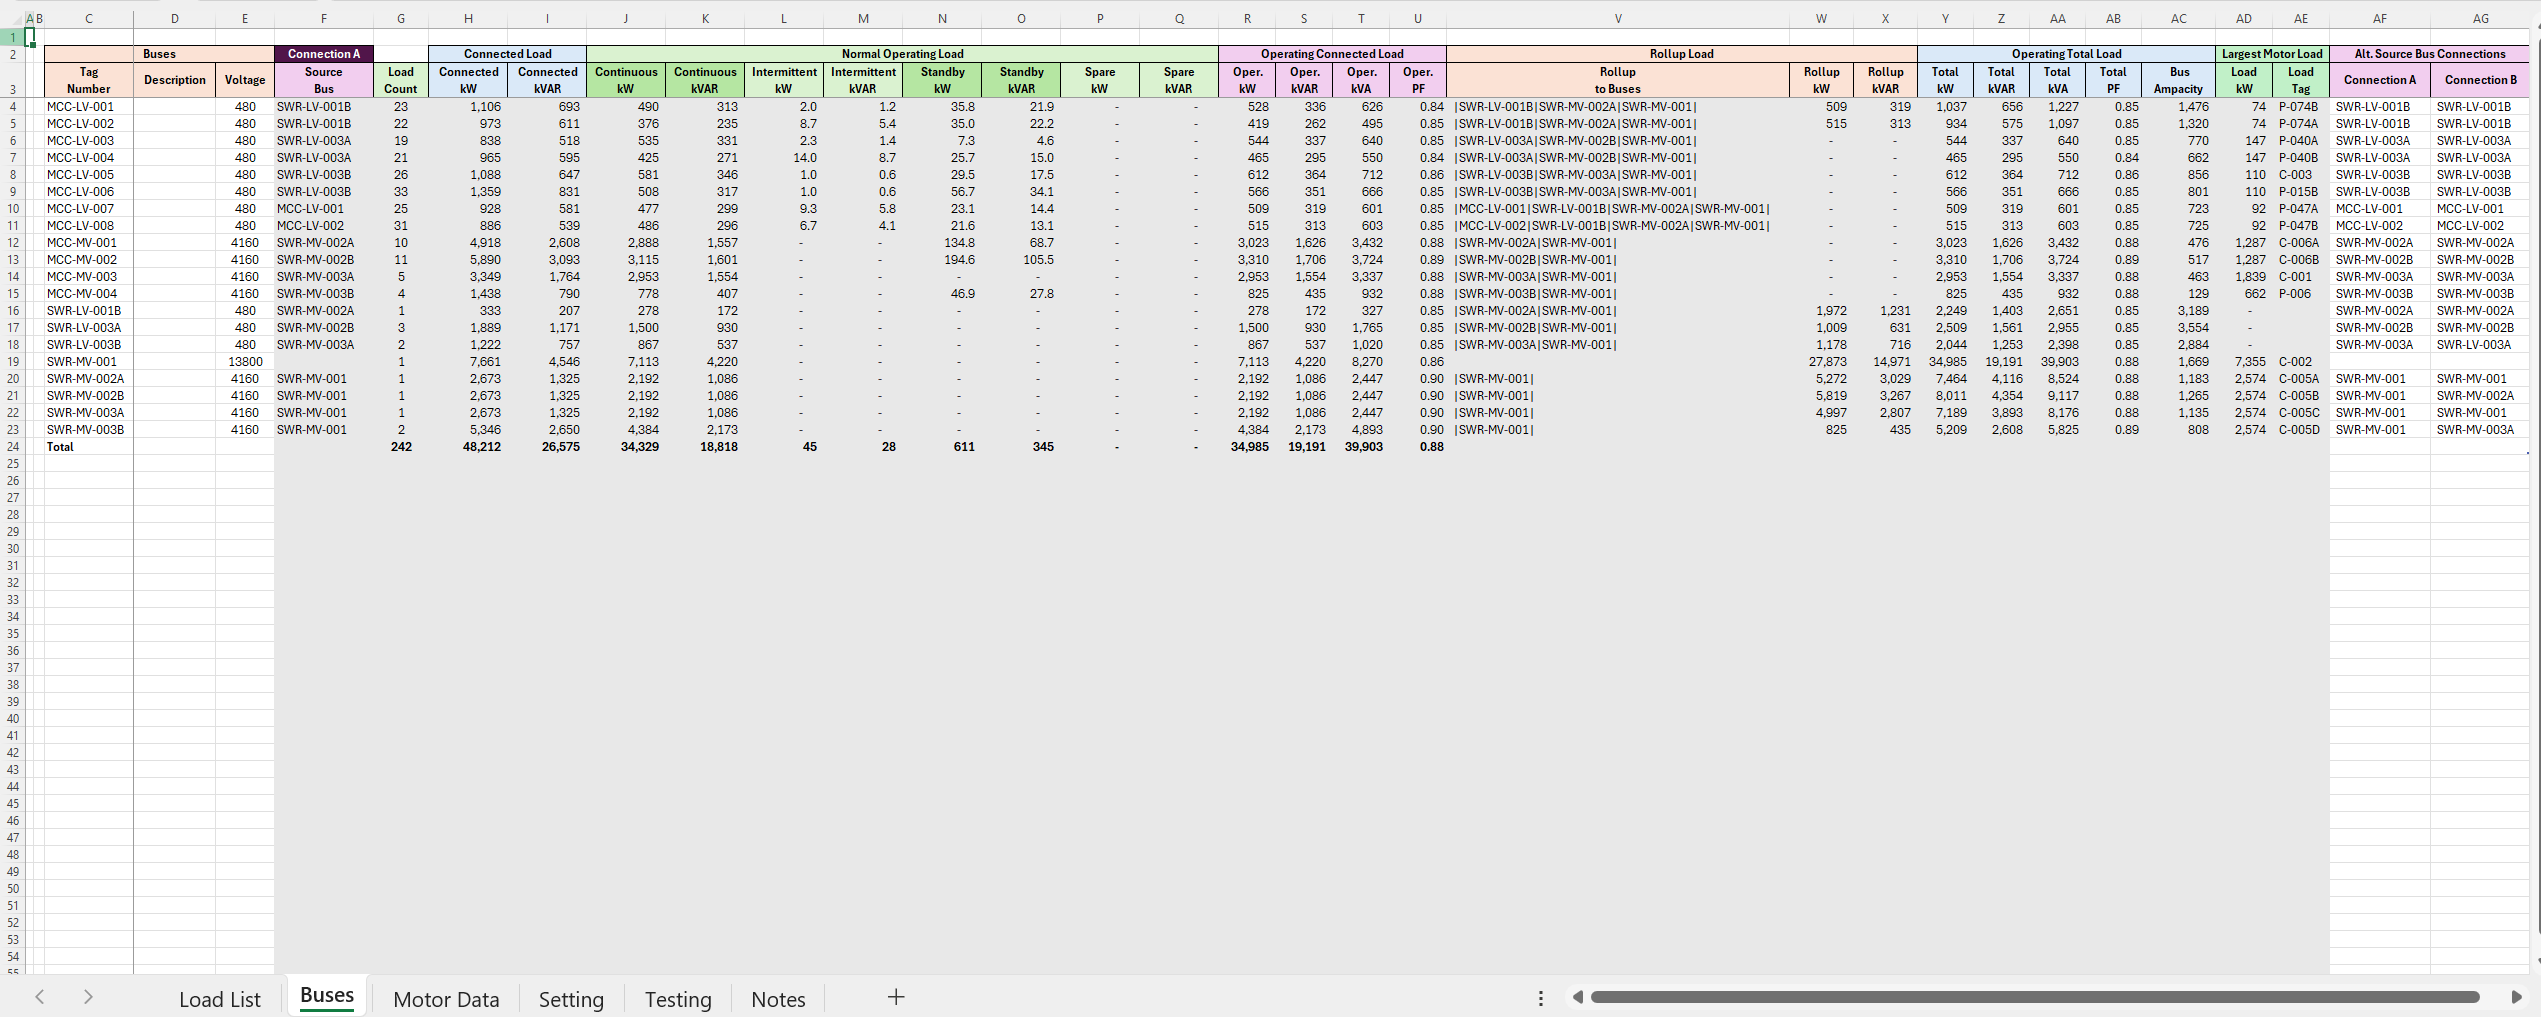 A B C D E F G H I J K L M N O P Q R S T U V W X Y Z AA AB AC AD AE AF AG
1
2 Buses Connection A Connected Load Normal Operating Load Operating Connected Load Rollup Load Operating Total Load Largest Motor Load Alt. Source Bus Connections
Tag Source Load Connected Connected Continuous Continuous Intermittent Intermittent Standby Standby Spare Spare Oper. Oper. Oper. Oper. Rollup Rollup Rollup Total Total Total Total Bus Load Load
Description Voltage Connection A Connection B
3 Number Bus Count kW kVAR kW kVAR kW kVAR kW kVAR kW kVAR kW kVAR kVA PF to Buses kW kVAR kW kVAR kVA PF Ampacity kW Tag
4 MCC-LV-001 480 SWR-LV-001B 23 1,106 693 490 313 2.0 1.2 35.8 21.9 - - 528 336 626 0.84 |SWR-LV-001B|SWR-MV-002A|SWR-MV-001| 509 319 1,037 656 1,227 0.85 1,476 74 P-074B SWR-LV-001B SWR-LV-001B
5 MCC-LV-002 480 SWR-LV-001B 22 973 611 376 235 8.7 5.4 35.0 22.2 - - 419 262 495 0.85 |SWR-LV-001B|SWR-MV-002A|SWR-MV-001| 515 313 934 575 1,097 0.85 1,320 74 P-074A SWR-LV-001B SWR-LV-001B
6 MCC-LV-003 480 SWR-LV-003A 19 838 518 535 331 2.3 1.4 7.3 4.6 - - 544 337 640 0.85 |SWR-LV-003A|SWR-MV-002B|SWR-MV-001| - - 544 337 640 0.85 770 147 P-040A SWR-LV-003A SWR-LV-003A
7 MCC-LV-004 480 SWR-LV-003A 21 965 595 425 271 14.0 8.7 25.7 15.0 - - 465 295 550 0.84 |SWR-LV-003A|SWR-MV-002B|SWR-MV-001| - - 465 295 550 0.84 662 147 P-040B SWR-LV-003A SWR-LV-003A
8 MCC-LV-005 480 SWR-LV-003B 26 1,088 647 581 346 1.0 0.6 29.5 17.5 - - 612 364 712 0.86 |SWR-LV-003B|SWR-MV-003A|SWR-MV-001| - - 612 364 712 0.86 856 110 C-003 SWR-LV-003B SWR-LV-003B
9 MCC-LV-006 480 SWR-LV-003B 33 1,359 831 508 317 1.0 0.6 56.7 34.1 - - 566 351 666 0.85 |SWR-LV-003B|SWR-MV-003A|SWR-MV-001| - - 566 351 666 0.85 801 110 P-015B SWR-LV-003B SWR-LV-003B
10 MCC-LV-007 480 MCC-LV-001 25 928 581 477 299 9.3 5.8 23.1 14.4 - - 509 319 601 0.85 |MCC-LV-001|SWR-LV-001B|SWR-MV-002A|SWR-MV-001| - - 509 319 601 0.85 723 92 P-047A MCC-LV-001 MCC-LV-001
11 MCC-LV-008 480 MCC-LV-002 31 886 539 486 296 6.7 4.1 21.6 13.1 - - 515 313 603 0.85 |MCC-LV-002|SWR-LV-001B|SWR-MV-002A|SWR-MV-001| - - 515 313 603 0.85 725 92 P-047B MCC-LV-002 MCC-LV-002
12 MCC-MV-001 4160 SWR-MV-002A 10 4,918 2,608 2,888 1,557 - - 134.8 68.7 - - 3,023 1,626 3,432 0.88 |SWR-MV-002A|SWR-MV-001| - - 3,023 1,626 3,432 0.88 476 1,287 C-006A SWR-MV-002A SWR-MV-002A
13 MCC-MV-002 4160 SWR-MV-002B 11 5,890 3,093 3,115 1,601 - - 194.6 105.5 - - 3,310 1,706 3,724 0.89 |SWR-MV-002B|SWR-MV-001| - - 3,310 1,706 3,724 0.89 517 1,287 C-006B SWR-MV-002B SWR-MV-002B
14 MCC-MV-003 4160 SWR-MV-003A 5 3,349 1,764 2,953 1,554 - - - - - - 2,953 1,554 3,337 0.88 |SWR-MV-003A|SWR-MV-001| - - 2,953 1,554 3,337 0.88 463 1,839 C-001 SWR-MV-003A SWR-MV-003A
15 MCC-MV-004 4160 SWR-MV-003B 4 1,438 790 778 407 - - 46.9 27.8 - - 825 435 932 0.88 |SWR-MV-003B|SWR-MV-001| - - 825 435 932 0.88 129 662 P-006 SWR-MV-003B SWR-MV-003B
16 SWR-LV-001B 480 SWR-MV-002A 1 333 207 278 172 - - - - - - 278 172 327 0.85 |SWR-MV-002A|SWR-MV-001| 1,972 1,231 2,249 1,403 2,651 0.85 3,189 - SWR-MV-002A SWR-MV-002A
17 SWR-LV-003A 480 SWR-MV-002B 3 1,889 1,171 1,500 930 - - - - - - 1,500 930 1,765 0.85 |SWR-MV-002B|SWR-MV-001| 1,009 631 2,509 1,561 2,955 0.85 3,554 - SWR-MV-002B SWR-MV-002B
18 SWR-LV-003B 480 SWR-MV-003A 2 1,222 757 867 537 - - - - - - 867 537 1,020 0.85 |SWR-MV-003A|SWR-MV-001| 1,178 716 2,044 1,253 2,398 0.85 2,884 - SWR-MV-003A SWR-LV-003A
19 SWR-MV-001 13800 1 7,661 4,546 7,113 4,220 - - - - - - 7,113 4,220 8,270 0.86 27,873 14,971 34,985 19,191 39,903 0.88 1,669 7,355 C-002
20 SWR-MV-002A 4160 SWR-MV-001 1 2,673 1,325 2,192 1,086 - - - - - - 2,192 1,086 2,447 0.90 |SWR-MV-001| 5,272 3,029 7,464 4,116 8,524 0.88 1,183 2,574 C-005A SWR-MV-001 SWR-MV-001
21 SWR-MV-002B 4160 SWR-MV-001 1 2,673 1,325 2,192 1,086 - - - - - - 2,192 1,086 2,447 0.90 |SWR-MV-001| 5,819 3,267 8,011 4,354 9,117 0.88 1,265 2,574 C-005B SWR-MV-001 SWR-MV-002A
22 SWR-MV-003A 4160 SWR-MV-001 1 2,673 1,325 2,192 1,086 - - - - - - 2,192 1,086 2,447 0.90 |SWR-MV-001| 4,997 2,807 7,189 3,893 8,176 0.88 1,135 2,574 C-005C SWR-MV-001 SWR-MV-001
23 SWR-MV-003B 4160 SWR-MV-001 2 5,346 2,650 4,384 2,173 - - - - - - 4,384 2,173 4,893 0.90 |SWR-MV-001| 825 435 5,209 2,608 5,825 0.89 808 2,574 C-005D SWR-MV-001 SWR-MV-003A
24 Total 242 48,212 26,575 34,329 18,818 45 28 611 345 - - 34,985 19,191 39,903 0.88
25
26
27
28
29
30
31
32
33
34
35
36
37
38
39
40
41
42
43
44
45
46
47
48
49
50
51
52
53
54
55
Load List Buses Motor Data Setting Testing Notes +